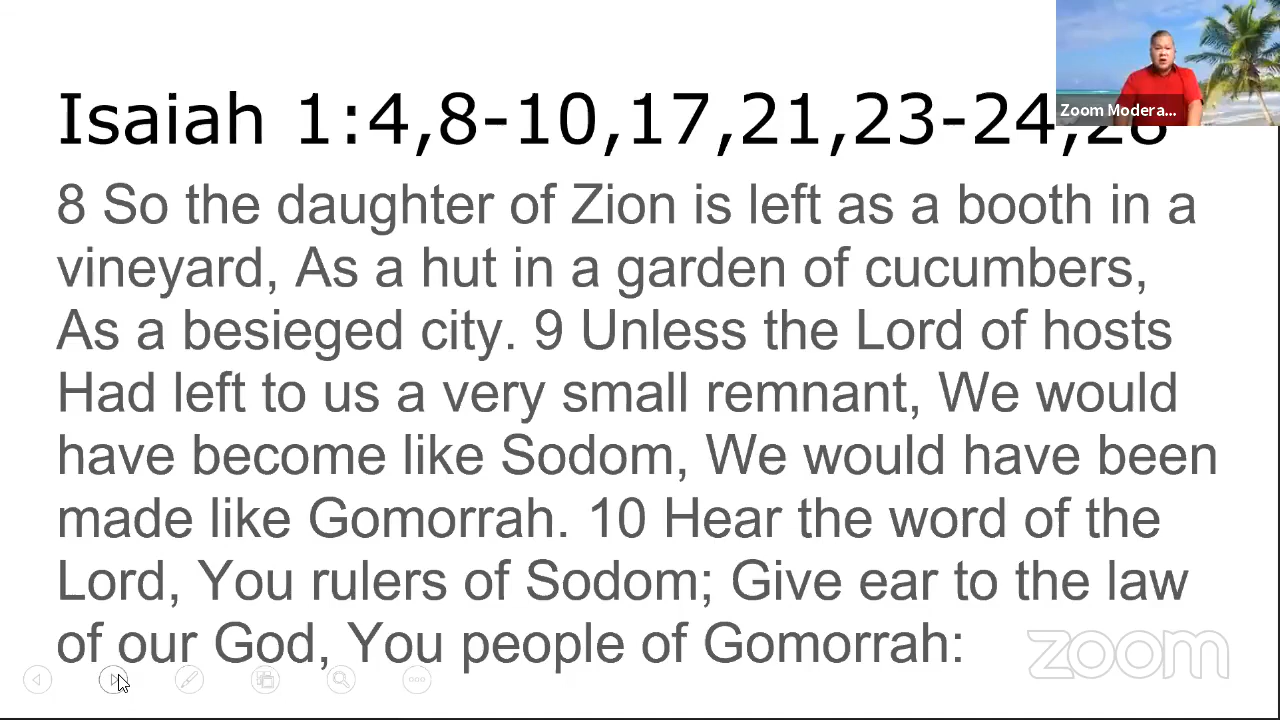 Isaiah 1:4,8-10,17,21,23-24,28
Zoom Modera...
8 So the daughter of Zion is left as a booth in a
vineyard, As a hut in a garden of cucumbers,
As a besieged city. 9 Unless the Lord of hosts
Had left to us a very small remnant, We would
have become like Sodom, We would have been
made like Gomorrah. 10 Hear the word of the
Lord, You rulers of Sodom; Give ear to the law
of our God, You people of Gomorrah:
zoom